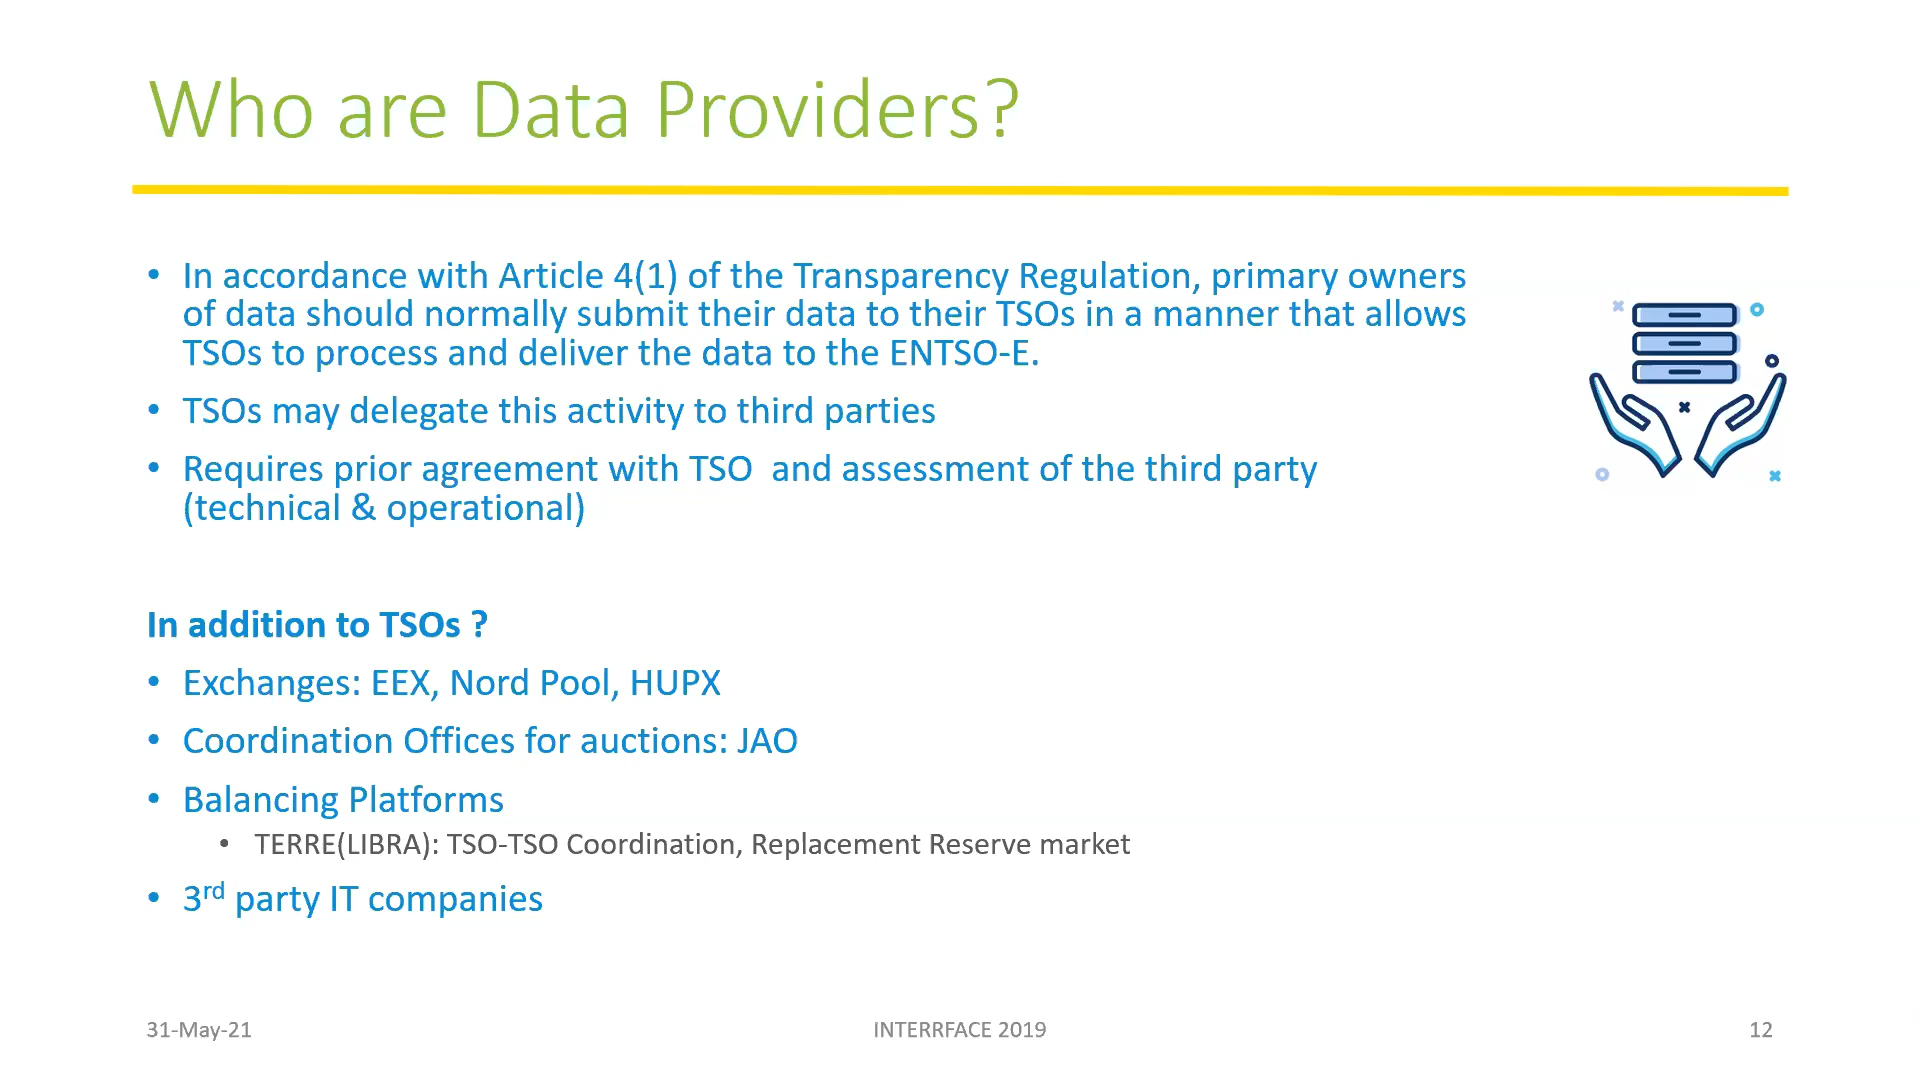 Who are Data Providers?
• In accordance with Article 4(1) of the Transparency Regulation, primary owners
of data should normally submit their data to their TSOs in a manner that allows
TSOs to process and deliver the data to the ENTSO-E.
• TSOs may delegate this activity to third parties
• Requires prior agreement with TSO  and assessment of the third party
(technical & operational)
In addition to TSOs ?
• Exchanges: EEX, Nord Pool, HUPX
• Coordination Offices for auctions: JAO
• Balancing Platforms
• TERRE(LIBRA): TSO-TSO Coordination, Replacement Reserve market
• 3rd party IT companies
31-May-21
INTERRFACE 2019
12